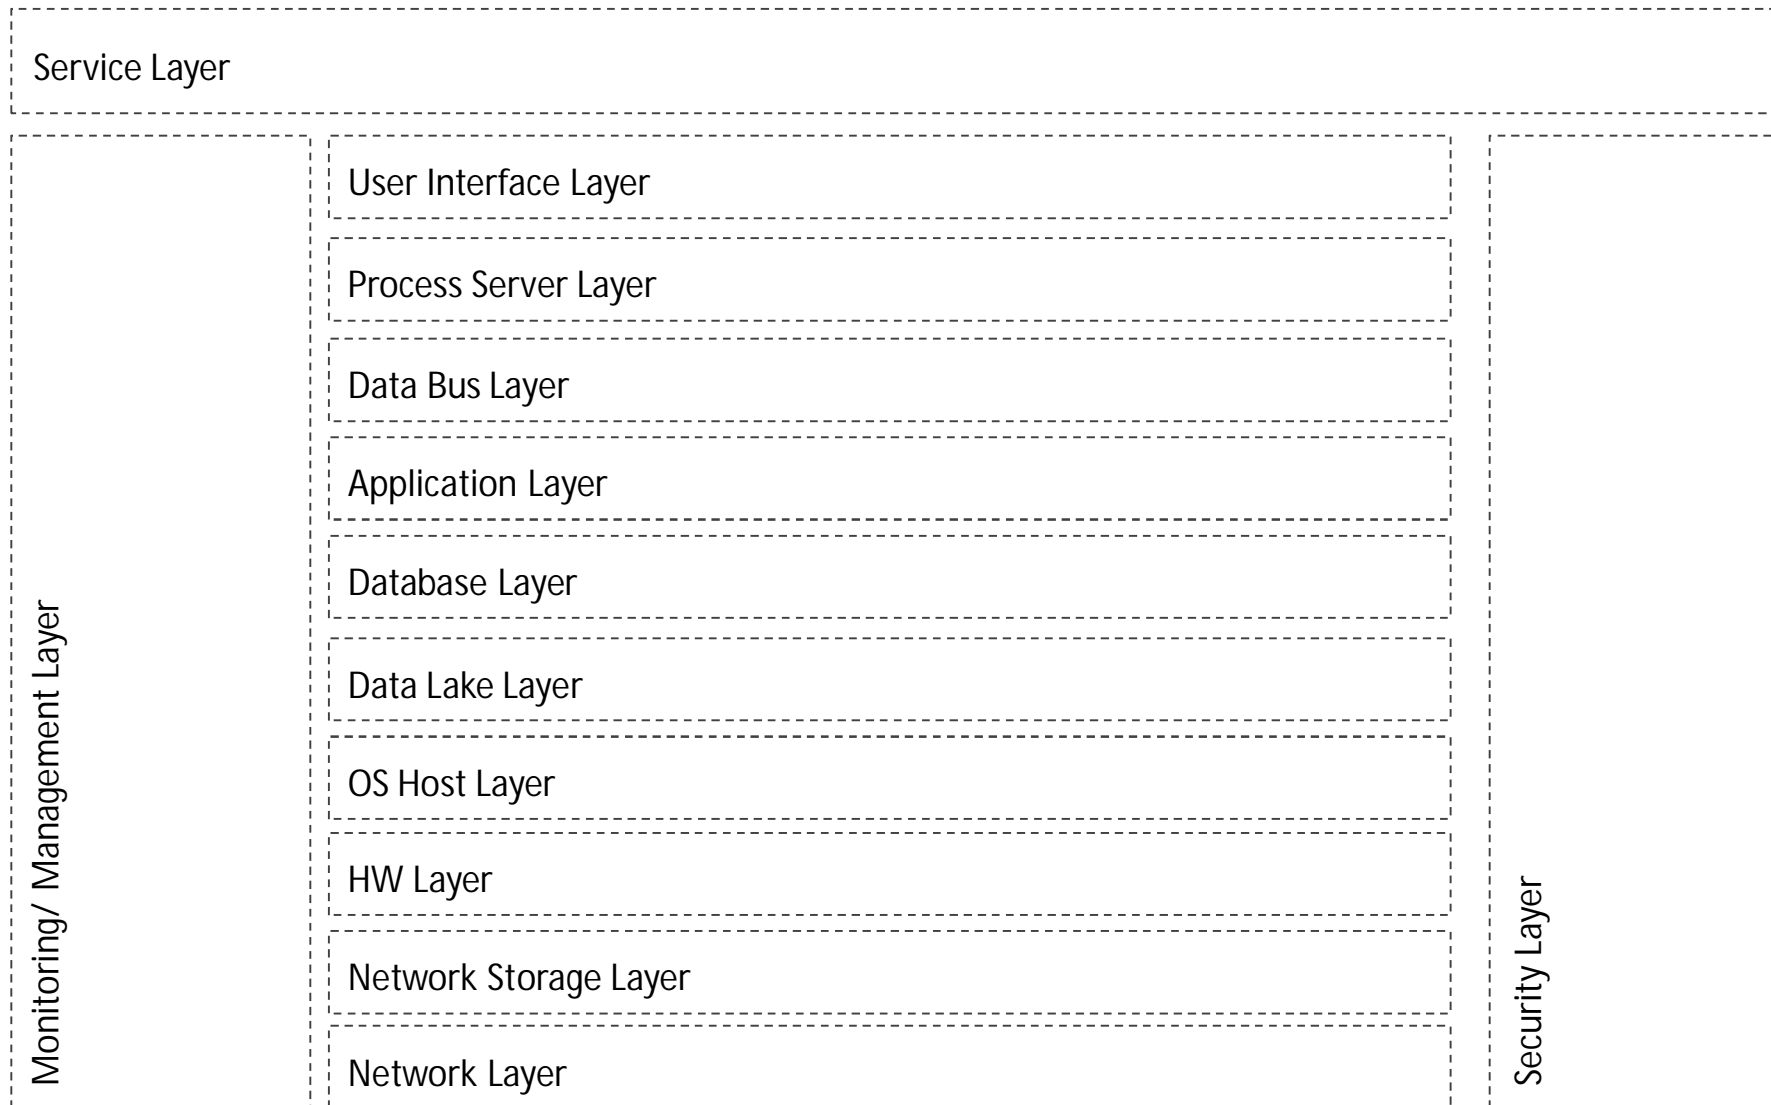 Service Layer
Monitoring/ Management Layer
User Interface Layer
Process Server Layer
Data Bus Layer
Application Layer
Database Layer
Data Lake Layer
OS Host Layer
HW Layer
Network Storage Layer
Network Layer
Security Layer